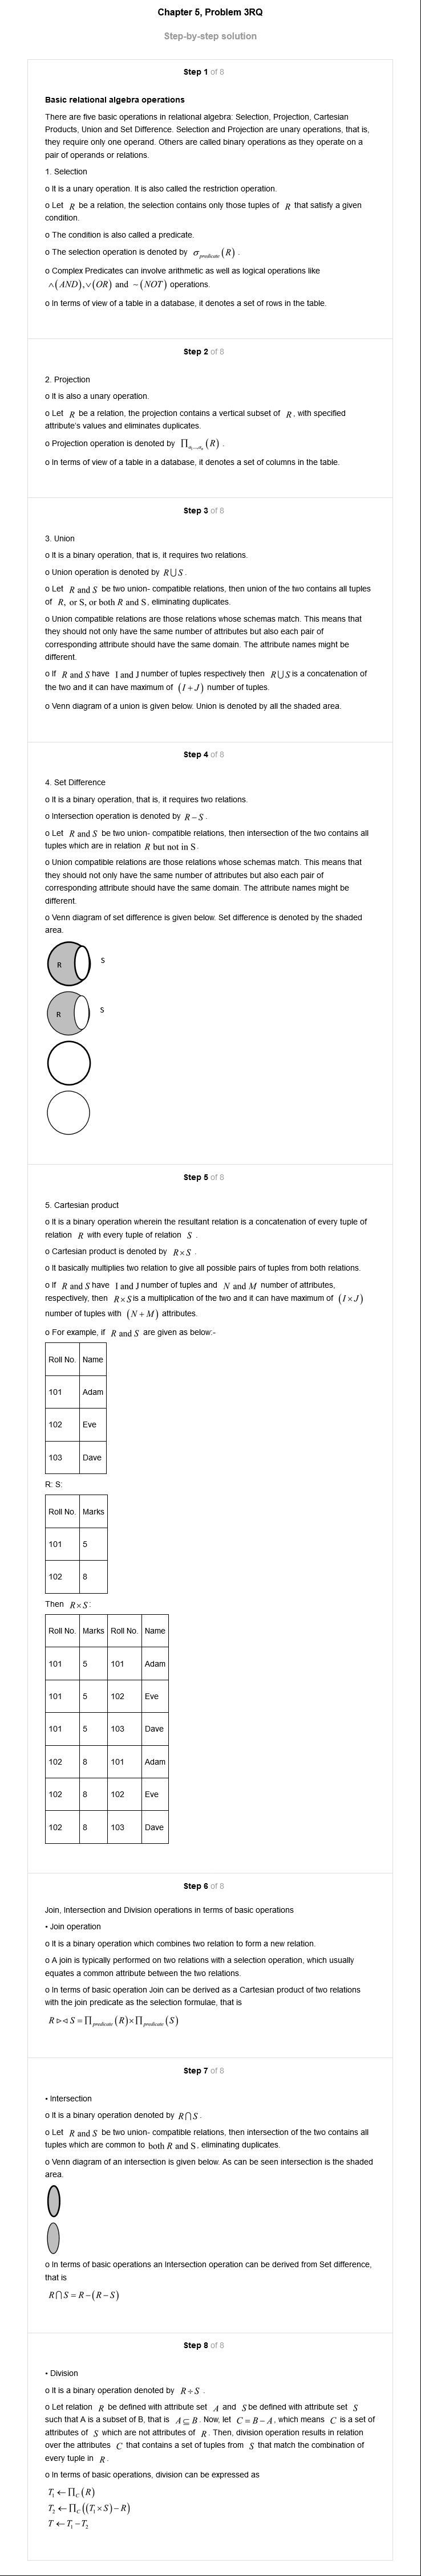 Chapter 5, Problem 3RQ
Step-by-step solution
Step 1 of 8
Basic relational algebra operations
There are five basic operations in relational algebra: Selection, Projection, Cartesian
Products, Union and Set Difference. Selection and Projection are unary operations, that is,
they require only one operand. Others are called binary operations as they operate on a
pair of operands or relations.
1. Selection
o It is a unary operation. It is also called the restriction operation.
o Let R be a relation, the selection contains only those tuples of R that satisfy a given
condition.
o The condition is also called a predicate.
o The selection operation is denoted by σ_predicate (R) .
o Complex Predicates can involve arithmetic as well as logical operations like
∧(AND),∨(OR) and ~(NOT) operations.
o In terms of view of a table in a database, it denotes a set of rows in the table.
Step 2 of 8
2. Projection
o It is also a unary operation.
o Let R be a relation, the projection contains a vertical subset of R, with specified
attribute's values and eliminates duplicates.
o Projection operation is denoted by ∏_a₁...aₙ (R) .
o In terms of view of a table in a database, it denotes a set of columns in the table.
Step 3 of 8
3. Union
o It is a binary operation, that is, it requires two relations.
o Union operation is denoted by R⋃S .
o Let R and S be two union- compatible relations, then union of the two contains all tuples
of R, or S, or both R and S, eliminating duplicates.
o Union compatible relations are those relations whose schemas match. This means that
they should not only have the same number of attributes but also each pair of
corresponding attribute should have the same domain. The attribute names might be
different.
o If R and S have I and J number of tuples respectively then R⋃S is a concatenation of
the two and it can have maximum of (I+J) number of tuples.
o Venn diagram of a union is given below. Union is denoted by all the shaded area.
Step 4 of 8
4. Set Difference
o It is a binary operation, that is, it requires two relations.
o Intersection operation is denoted by R−S .
o Let R and S be two union- compatible relations, then intersection of the two contains all
tuples which are in relation R but not in S.
o Union compatible relations are those relations whose schemas match. This means that
they should not only have the same number of attributes but also each pair of
corresponding attribute should have the same domain. The attribute names might be
different.
o Venn diagram of set difference is given below. Set difference is denoted by the shaded
area.
R S
R S
Step 5 of 8
5. Cartesian product
o It is a binary operation wherein the resultant relation is a concatenation of every tuple of
relation R with every tuple of relation S .
o Cartesian product is denoted by R×S .
o It basically multiplies two relation to give all possible pairs of tuples from both relations.
o If R and S have I and J number of tuples and N and M number of attributes,
respectively, then R×S is a multiplication of the two and it can have maximum of (I×J)
number of tuples with (N+M) attributes.
o For example, if R and S are given as below:-
Roll No. Name
101 Adam
102 Eve
103 Dave
R: S:
Roll No. Marks
101 5
102 8
Then R×S:
Roll No. Marks Roll No. Name
101 5 101 Adam
101 5 102 Eve
101 5 103 Dave
102 8 101 Adam
102 8 102 Eve
102 8 103 Dave
Step 6 of 8
Join, Intersection and Division operations in terms of basic operations
• Join operation
o It is a binary operation which combines two relation to form a new relation.
o A join is typically performed on two relations with a selection operation, which usually
equates a common attribute between the two relations.
o In terms of basic operation Join can be derived as a Cartesian product of two relations
with the join predicate as the selection formulae, that is
R ⊳⊲ S = ∏_predicate (R)×∏_predicate (S)
Step 7 of 8
• Intersection
o It is a binary operation denoted by R⋂S .
o Let R and S be two union- compatible relations, then intersection of the two contains all
tuples which are common to both R and S, eliminating duplicates.
o Venn diagram of an intersection is given below. As can be seen intersection is the shaded
area.
o In terms of basic operations an Intersection operation can be derived from Set difference,
that is
R⋂S = R−(R−S)
Step 8 of 8
• Division
o It is a binary operation denoted by R÷S .
o Let relation R be defined with attribute set A and S be defined with attribute set S
such that A is a subset of B, that is A⊆B. Now, let C=B−A, which means C is a set of
attributes of S which are not attributes of R. Then, division operation results in relation
over the attributes C that contains a set of tuples from S that match the combination of
every tuple in R.
o In terms of basic operations, division can be expressed as
T₁ ←∏_C (R)
T₂ ←∏_C ((T₁×S)−R)
T ←T₁−T₂